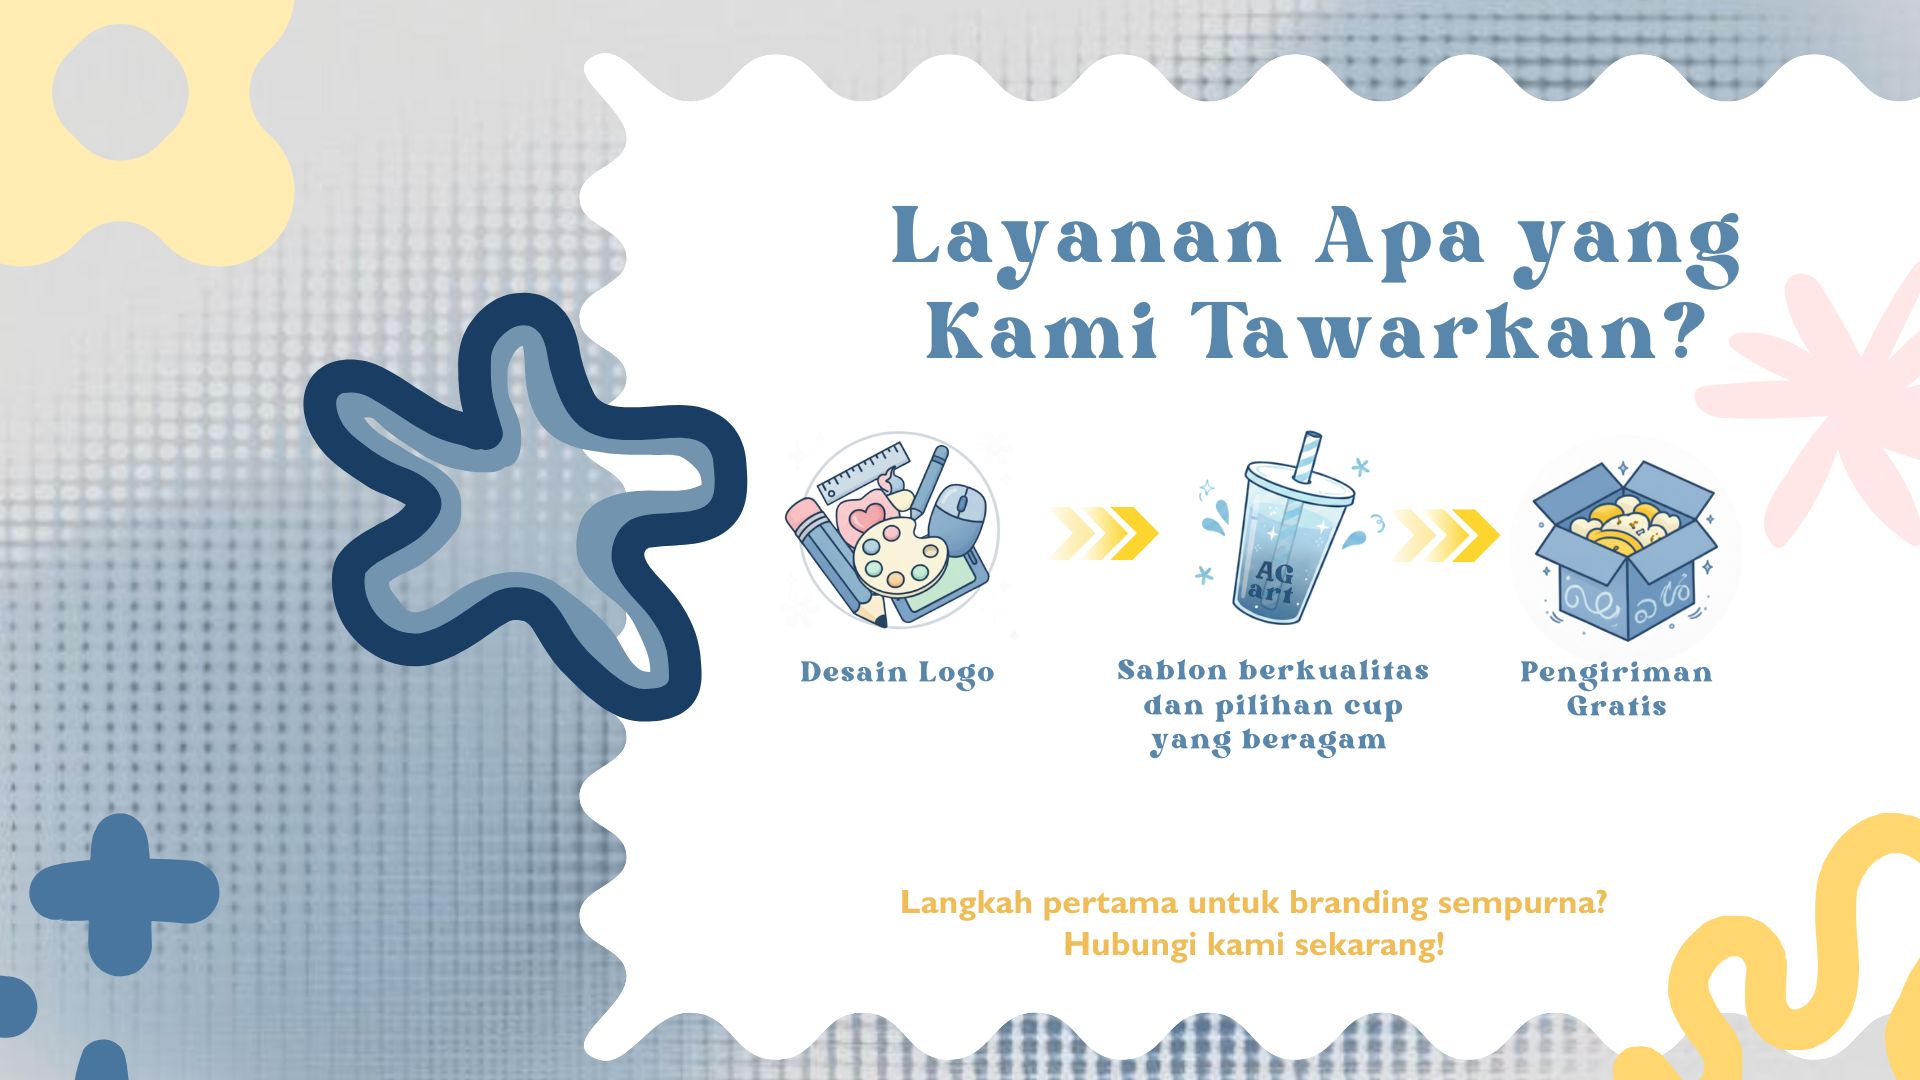 Layanan Apa yang
Kami Tawarkan?
AG
art
Desain Logo
Sablon berkualitas
dan pilihan cup
yang beragam
Pengiriman
Gratis
Langkah pertama untuk branding sempurna?
Hubungi kami sekarang!